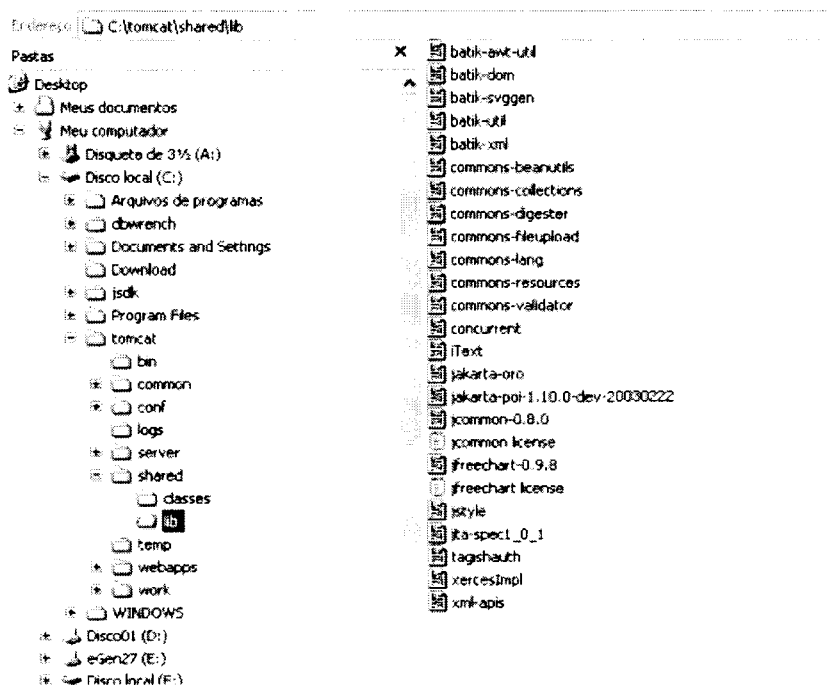 Endereço C:\tomcat\shared\lib
Pastas
Desktop
Meus documentos
Meu computador
Disquete de 3½ (A:)
Disco local (C:)
Arquivos de programas
dbwrench
Documents and Settings
Download
jsdk
Program Files
tomcat
bin
common
conf
logs
server
shared
classes
lib
temp
webapps
work
WINDOWS
Disco01 (D:)
eGen27 (E:)
Disco local (F:)
batik-awt-util
batik-dom
batik-svggen
batik-util
batik-xml
commons-beanutils
commons-collections
commons-digester
commons-fileupload
commons-lang
commons-resources
commons-validator
concurrent
iText
jakarta-oro
jakarta-poi-1.10.0-dev-20030222
jcommon-0.8.0
jcommon license
jfreechart-0.9.8
jfreechart license
jstyle
jta-spec1_0_1
tagishauth
xercesImpl
xml-apis